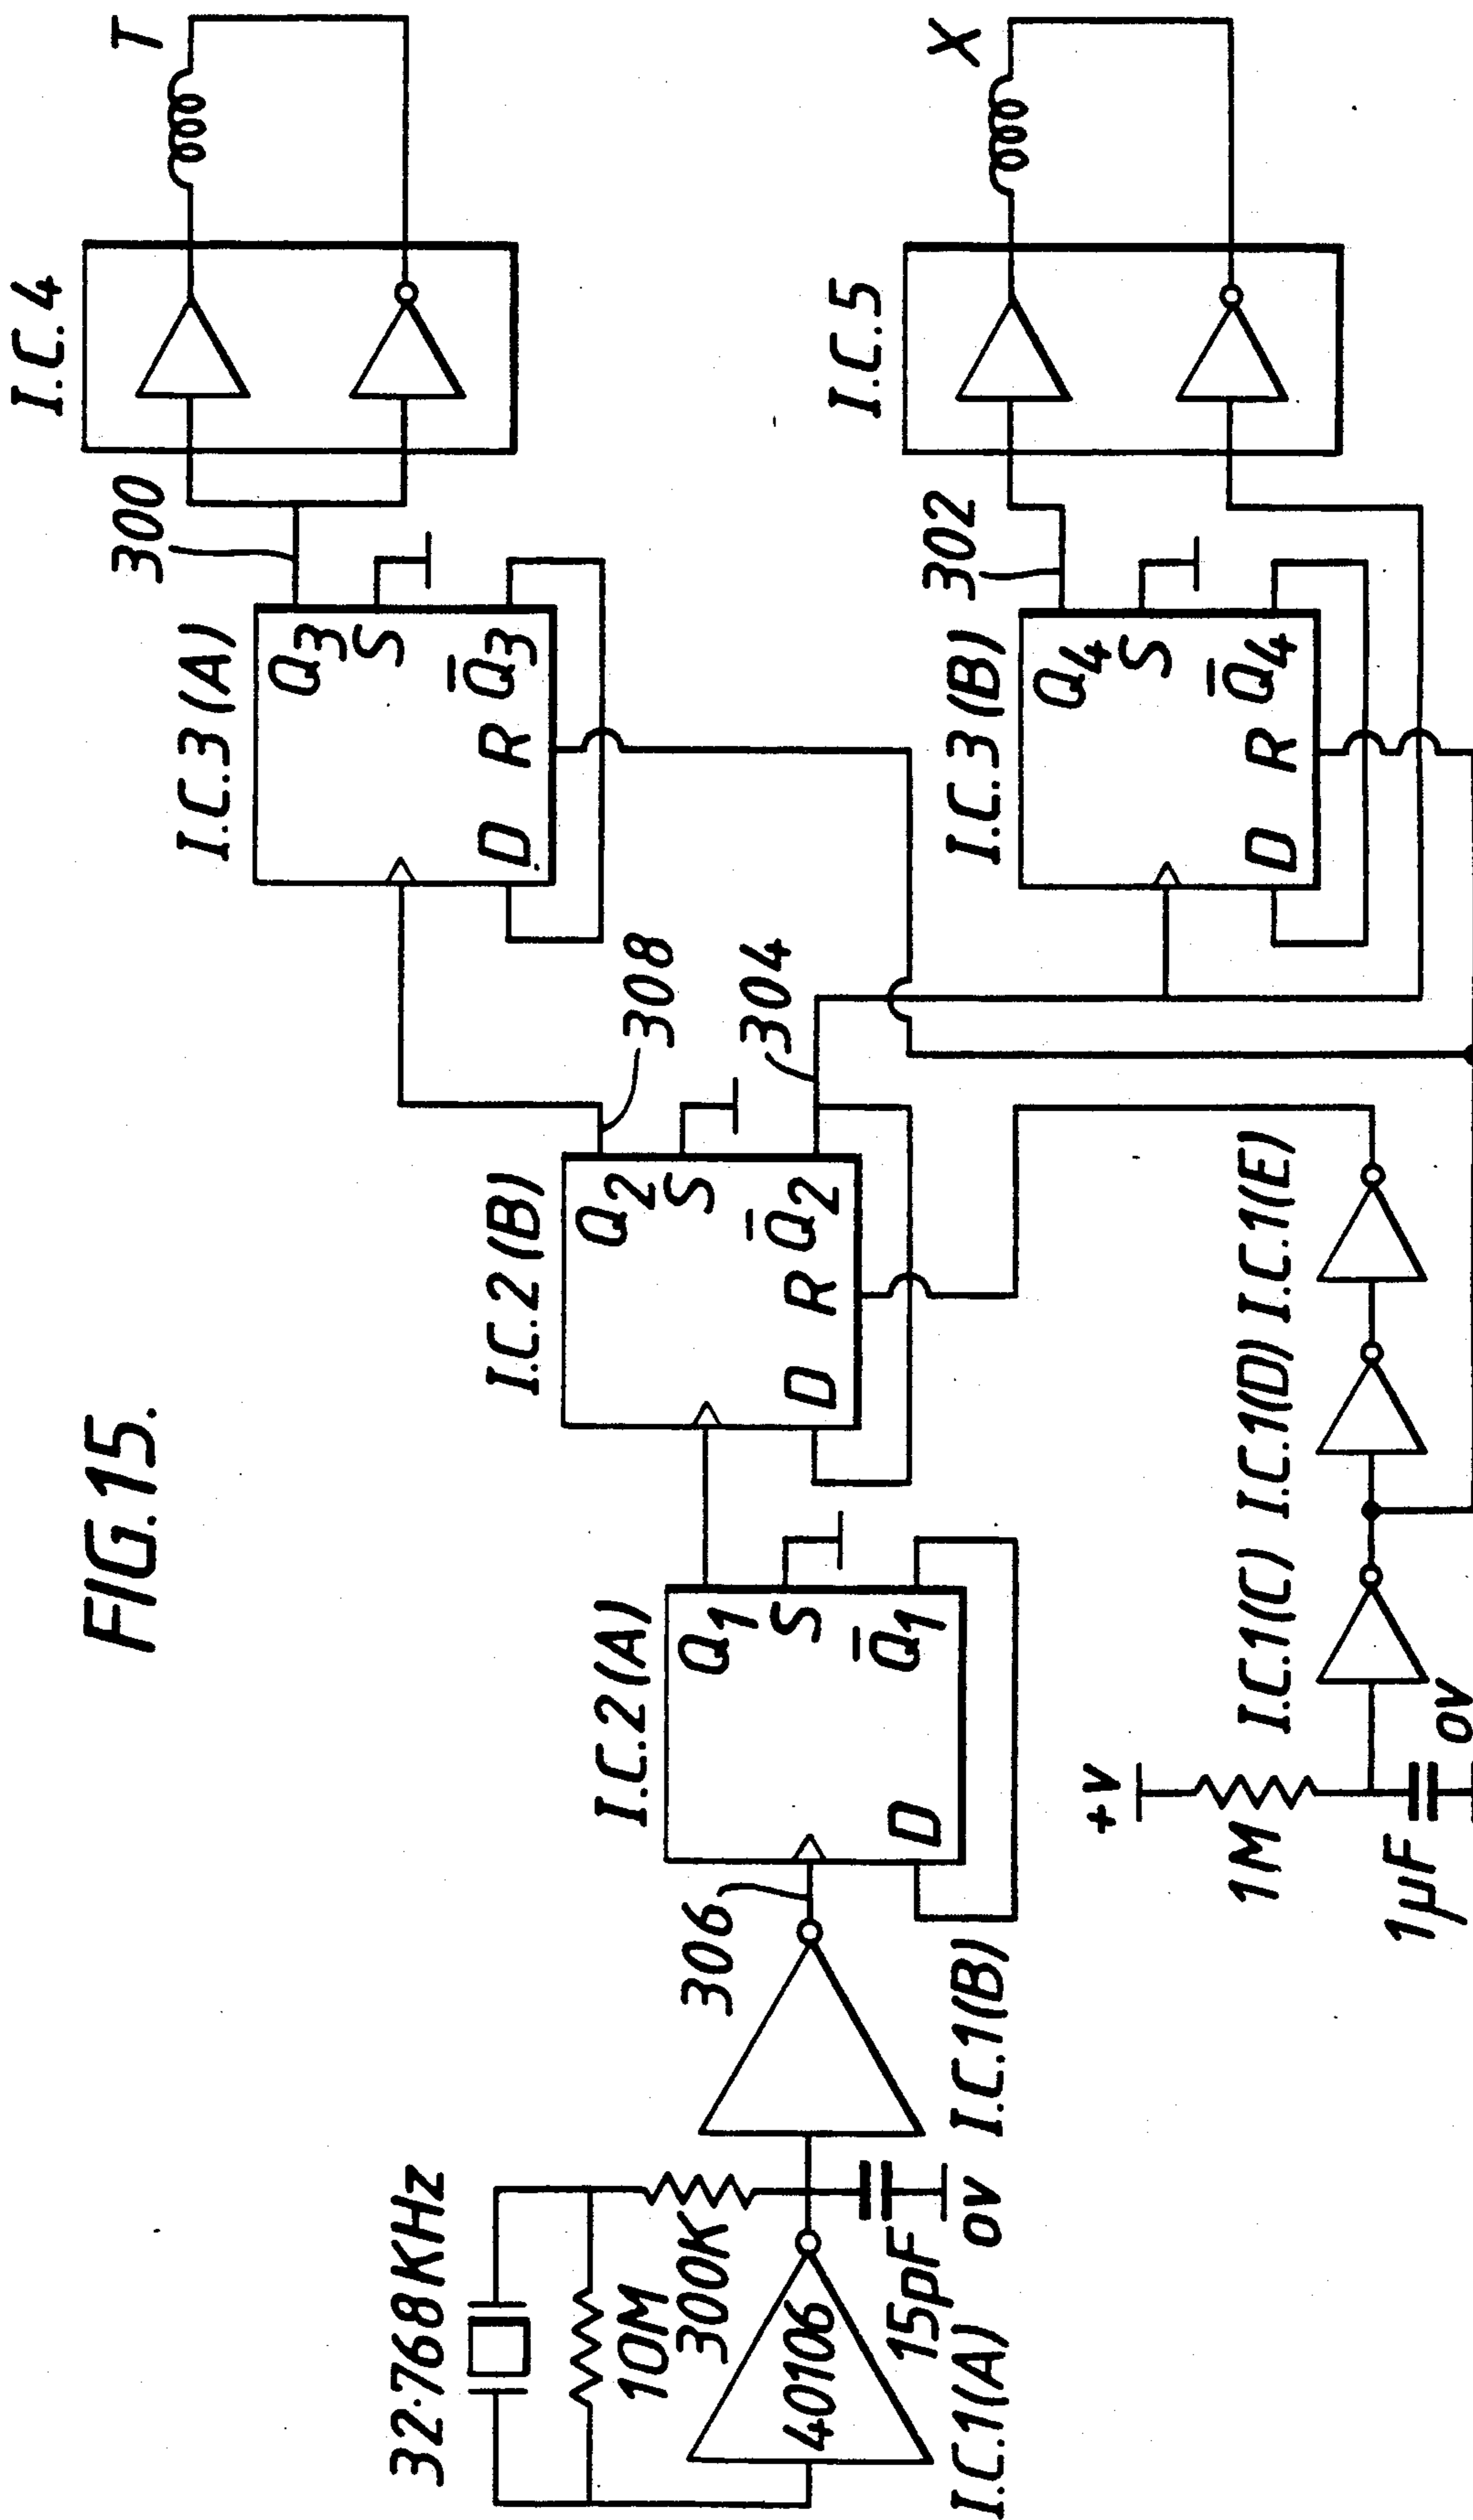 FIG.15.
32.768KHz
10M
300K
40106
15pF
0V
I.C.1(A)
306
I.C.1(B)
I.C.2(A)
Q1
S
Q̄1
D
I.C.2(B)
Q2
S
Q̄2
R
D
308
304
I.C.3(A)
Q3
S
Q̄3
R
D
300
I.C.4
T
I.C.3(B)
Q4
S
Q̄4
R
D
302
I.C.5
X
+V
1M
1µF
0V
I.C.1(C) I.C.1(D) I.C.1(E)